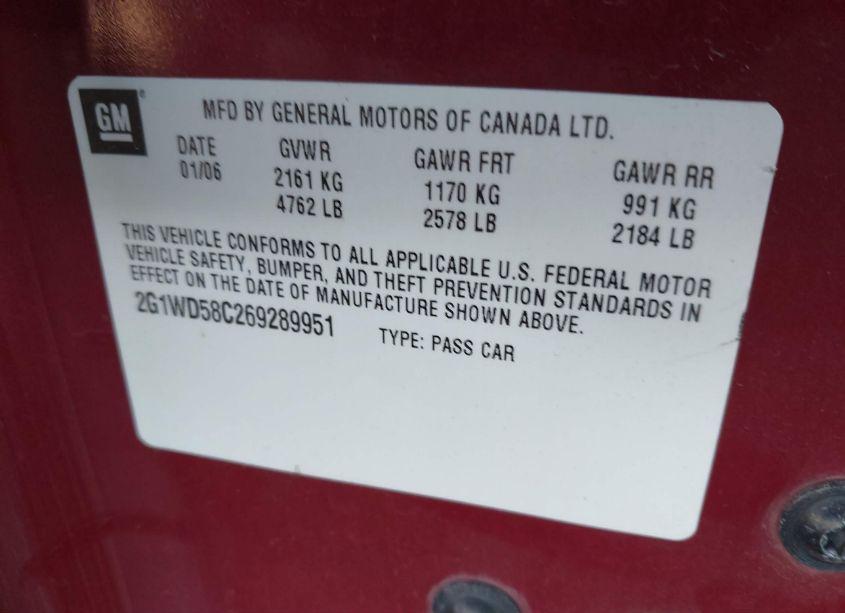 GM®
MFD BY GENERAL MOTORS OF CANADA LTD.
DATE GVWR GAWR FRT GAWR RR
01/06 2161 KG 1170 KG 991 KG
4762 LB 2578 LB 2184 LB
THIS VEHICLE CONFORMS TO ALL APPLICABLE U.S. FEDERAL MOTOR
VEHICLE SAFETY, BUMPER, AND THEFT PREVENTION STANDARDS IN
EFFECT ON THE DATE OF MANUFACTURE SHOWN ABOVE.
2G1WD58C269289951 TYPE: PASS CAR